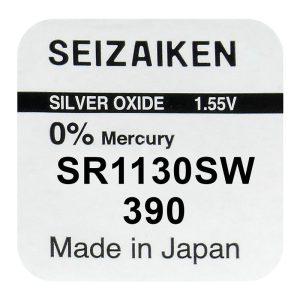 SEIZAIKEN
SILVER OXIDE 1.55V
0% Mercury
SR1130SW
390
Made in Japan